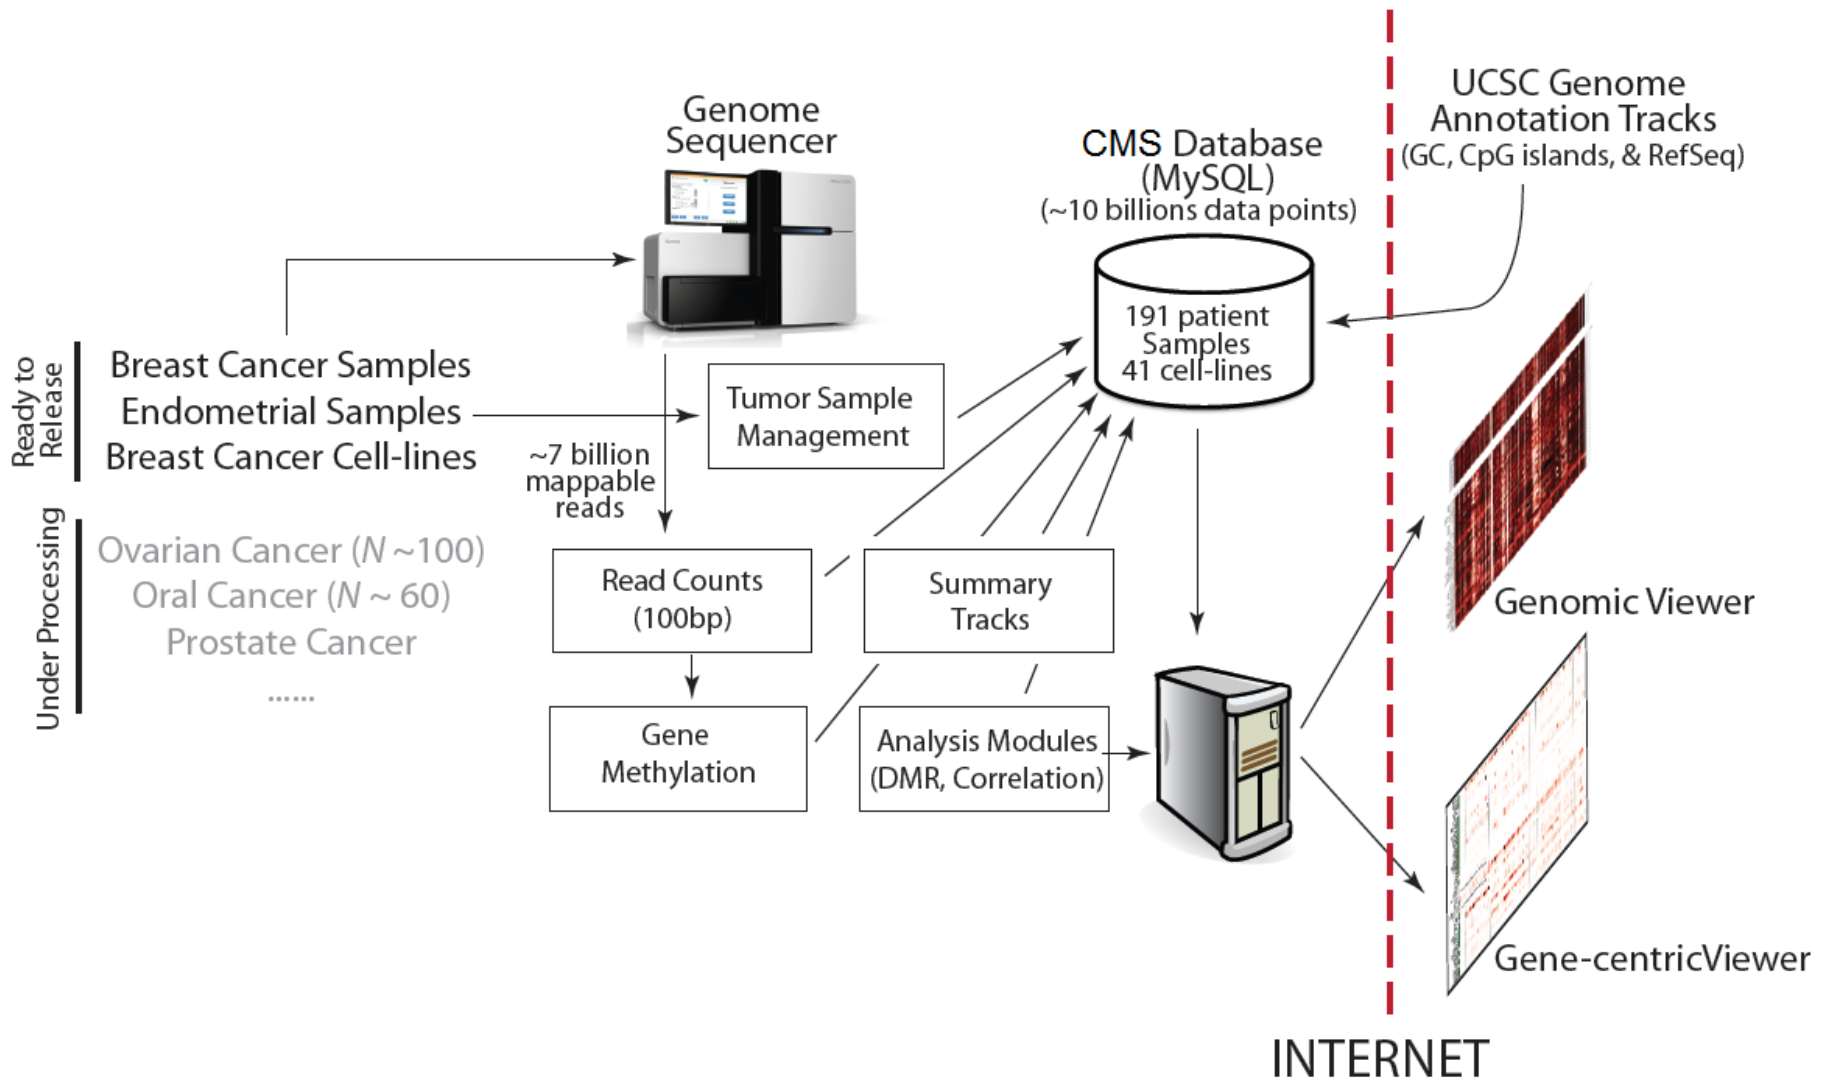 Genome
Sequencer
CMS Database
(MySQL)
(~10 billions data points)
UCSC Genome
Annotation Tracks
(GC, CpG islands, & RefSeq)
191 patient
Samples
41 cell-lines
Ready to
Release
Breast Cancer Samples
Endometrial Samples
Breast Cancer Cell-lines
Tumor Sample
Management
~7 billion
mappable
reads
Under Processing
Ovarian Cancer (N ~100)
Oral Cancer (N ~ 60)
Prostate Cancer
......
Read Counts
(100bp)
Summary
Tracks
Gene
Methylation
Analysis Modules
(DMR, Correlation)
Genomic Viewer
Gene-centricViewer
INTERNET